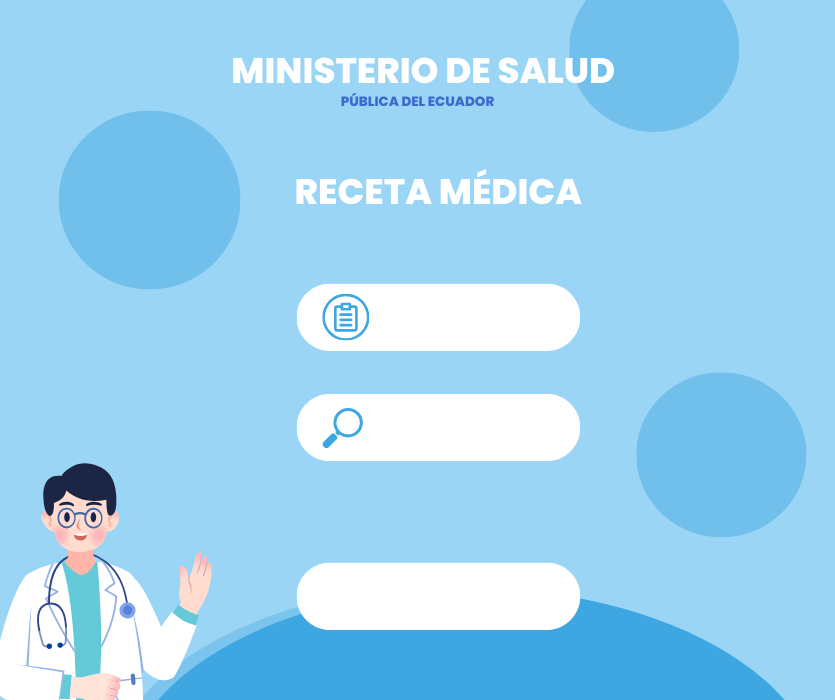 MINISTERIO DE SALUD
PÚBLICA DEL ECUADOR
RECETA MÉDICA